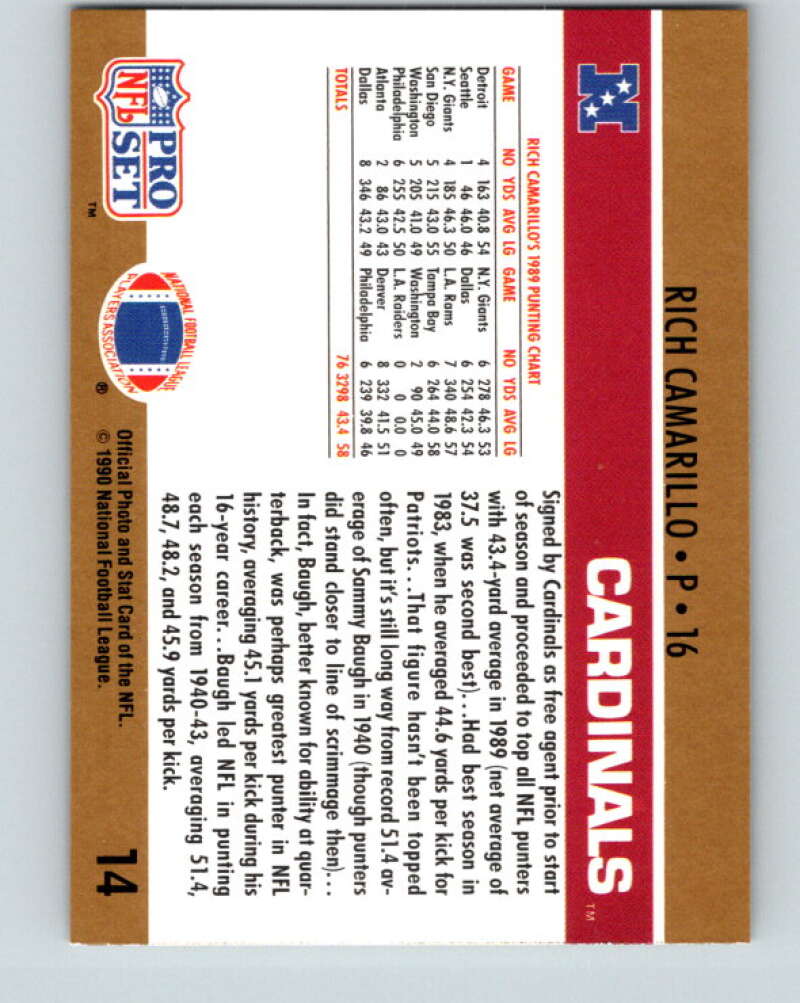 RICH CAMARILLO • P • 16
N
CARDINALS™
RICH CAMARILLO'S 1989 PUNTING CHART
GAME NO YDS AVG LG GAME NO YDS AVG LG
Detroit 4 163 40.8 54 N.Y. Giants 6 278 46.3 53
Seattle 1 46 46.0 46 Dallas 6 254 42.3 54
N.Y. Giants 4 185 46.3 50 L.A. Rams 7 340 48.6 57
San Diego 5 215 43.0 55 Tampa Bay 6 264 44.0 58
Washington 5 205 41.0 49 Washington 2 90 45.0 49
Philadelphia 6 255 42.5 50 L.A. Raiders 0 0 0.0 0
Atlanta 2 86 43.0 43 Denver 8 332 41.5 51
Dallas 8 346 43.2 49 Philadelphia 6 239 39.8 46
TOTALS 76 3298 43.4 58
Signed by Cardinals as free agent prior to start
of season and proceeded to top all NFL punters
with 43.4-yard average in 1989 (net average of
37.5 was second best)...Had best season in
1983, when he averaged 44.6 yards per kick for
Patriots...That figure hasn't been topped
often, but it's still long way from record 51.4 av-
erage of Sammy Baugh in 1940 (though punters
did stand closer to line of scrimmage then)...
In fact, Baugh, better known for ability at quar-
terback, was perhaps greatest punter in NFL
history, averaging 45.1 yards per kick during his
16-year career...Baugh led NFL in punting
each season from 1940-43, averaging 51.4,
48.7, 48.2, and 45.9 yards per kick.
NFL PRO SET™
NATIONAL FOOTBALL LEAGUE
PLAYERS ASSOCIATION®
Official Photo and Stat Card of the NFL.
© 1990 National Football League.
14